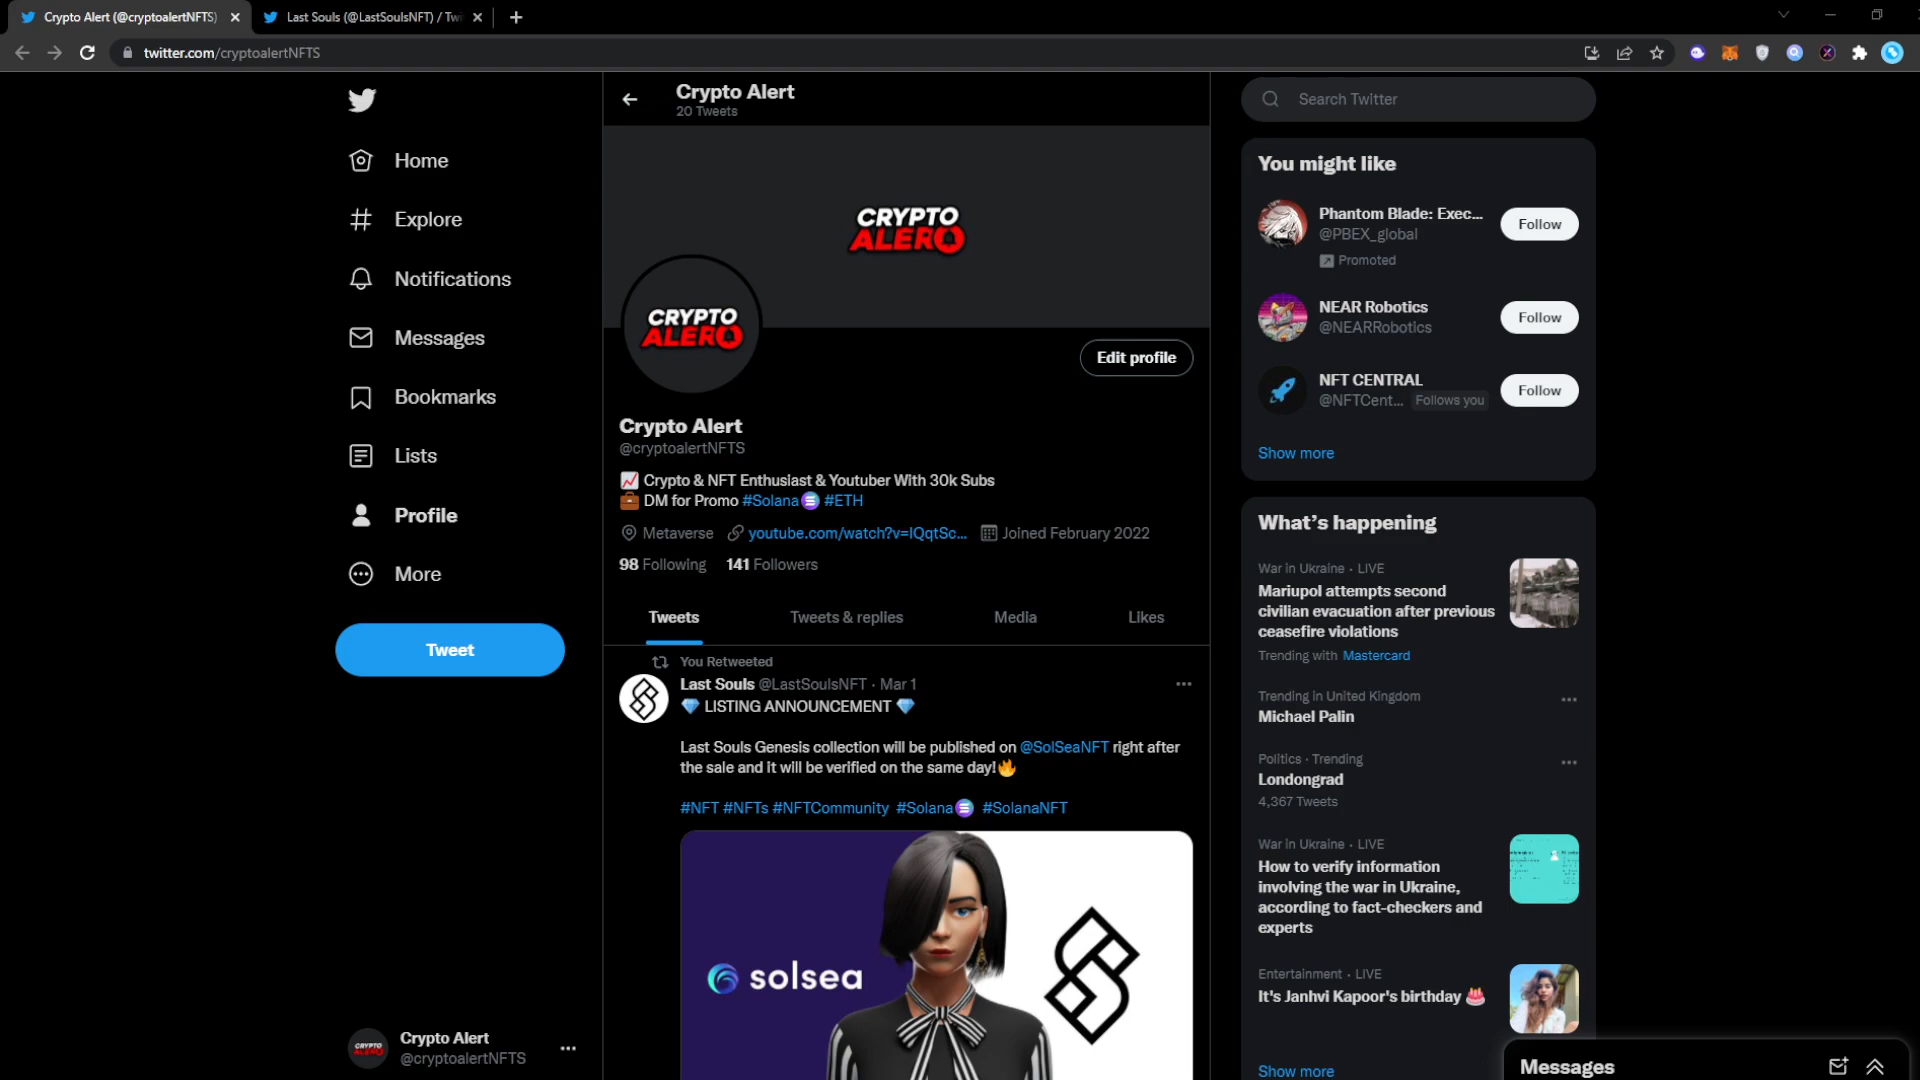 Crypto Alert (@cryptoalertNFTS)
Last Souls (@LastSoulsNFT) / Twi
twitter.com/cryptoalertNFTS
Home
Explore
Notifications
Messages
Bookmarks
Lists
Profile
More
Tweet
Crypto Alert
@cryptoalertNFTS
Crypto Alert
20 Tweets
CRYPTO
ALERO
CRYPTO
ALERO
Edit profile
Crypto Alert
@cryptoalertNFTS
📈 Crypto & NFT Enthusiast & Youtuber With 30k Subs
💼 DM for Promo #Solana #ETH
Metaverse youtube.com/watch?v=IQqtSc... Joined February 2022
98 Following 141 Followers
Tweets Tweets & replies Media Likes
You Retweeted
Last Souls @LastSoulsNFT · Mar 1
💎 LISTING ANNOUNCEMENT 💎
Last Souls Genesis collection will be published on @SolSeaNFT right after
the sale and it will be verified on the same day!🔥
#NFT #NFTs #NFTCommunity #Solana #SolanaNFT
solsea
Search Twitter
You might like
Phantom Blade: Exec...
@PBEX_global
Promoted
Follow
NEAR Robotics
@NEARRobotics
Follow
NFT CENTRAL
@NFTCent... Follows you
Follow
Show more
What's happening
War in Ukraine · LIVE
Mariupol attempts second
civilian evacuation after previous
ceasefire violations
Trending with Mastercard
Trending in United Kingdom
Michael Palin
Politics · Trending
Londongrad
4,367 Tweets
War in Ukraine · LIVE
How to verify information
involving the war in Ukraine,
according to fact-checkers and
experts
Entertainment · LIVE
It's Janhvi Kapoor's birthday 🎂
Show more
Messages